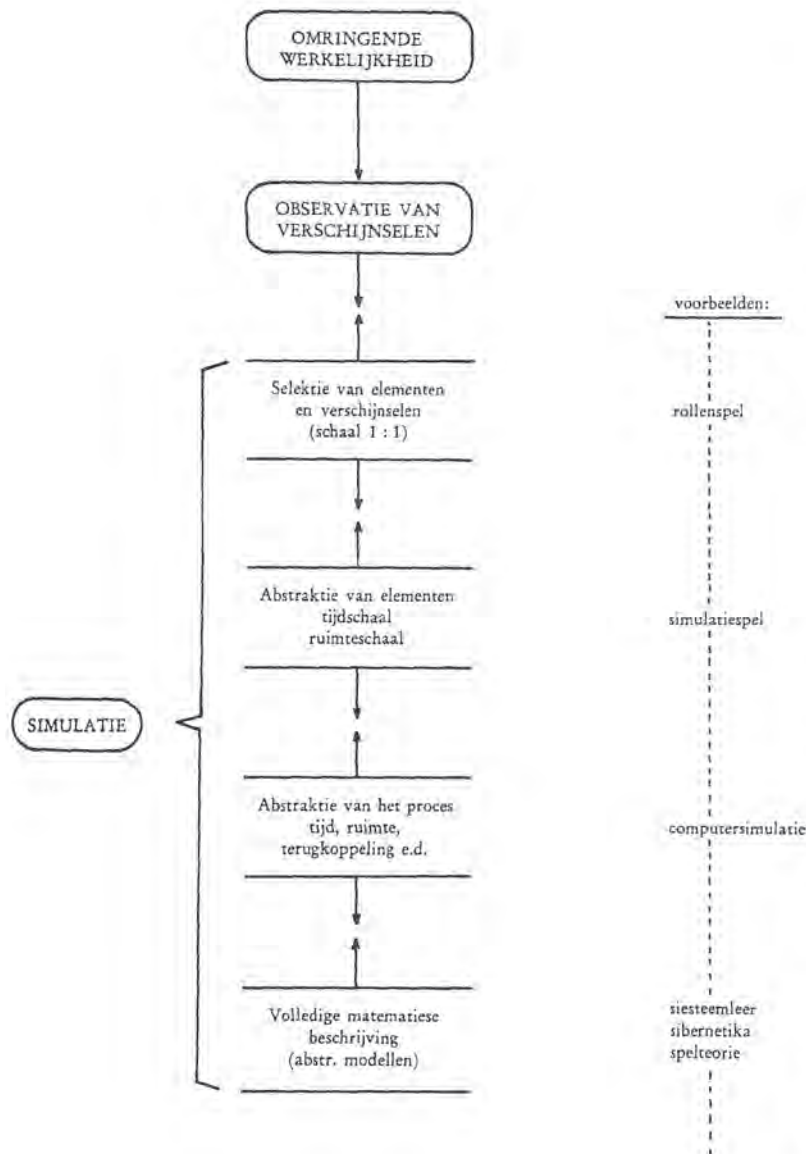 OMRINGENDE
WERKELIJKHEID
OBSERVATIE VAN
VERSCHIJNSELEN
voorbeelden:
Selektie van elementen
en verschijnselen
(schaal 1 : 1)
rollenspel
Abstraktie van elementen
tijdschaal
ruimteschaal
simulatiespel
SIMULATIE
Abstraktie van het proces
tijd, ruimte,
terugkoppeling e.d.
computersimulatie
Volledige matematiese
beschrijving
(abstr. modellen)
siesteemleer
sibernetika
spelteorie